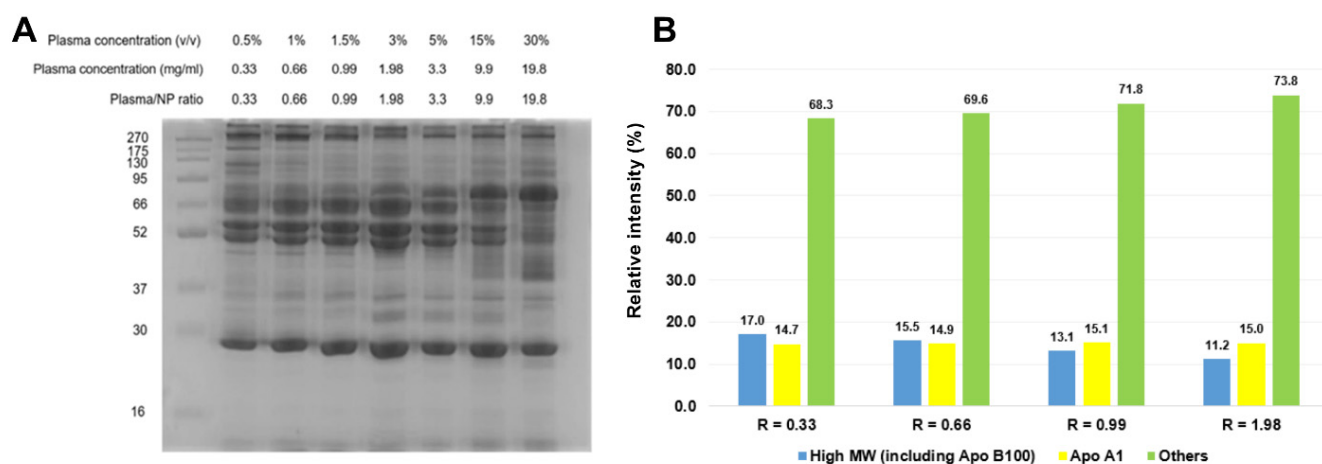 A
Plasma concentration (v/v) 0.5% 1% 1.5% 3% 5% 15% 30%
Plasma concentration (mg/ml) 0.33 0.66 0.99 1.98 3.3 9.9 19.8
Plasma/NP ratio 0.33 0.66 0.99 1.98 3.3 9.9 19.8
270
175
130
95
66
52
37
30
16
B
Relative intensity (%)
80.0
70.0
60.0
50.0
40.0
30.0
20.0
10.0
0.0
17.0 14.7 68.3
15.5 14.9 69.6
13.1 15.1 71.8
11.2 15.0 73.8
R = 0.33 R = 0.66 R = 0.99 R = 1.98
High MW (including Apo B100) Apo A1 Others